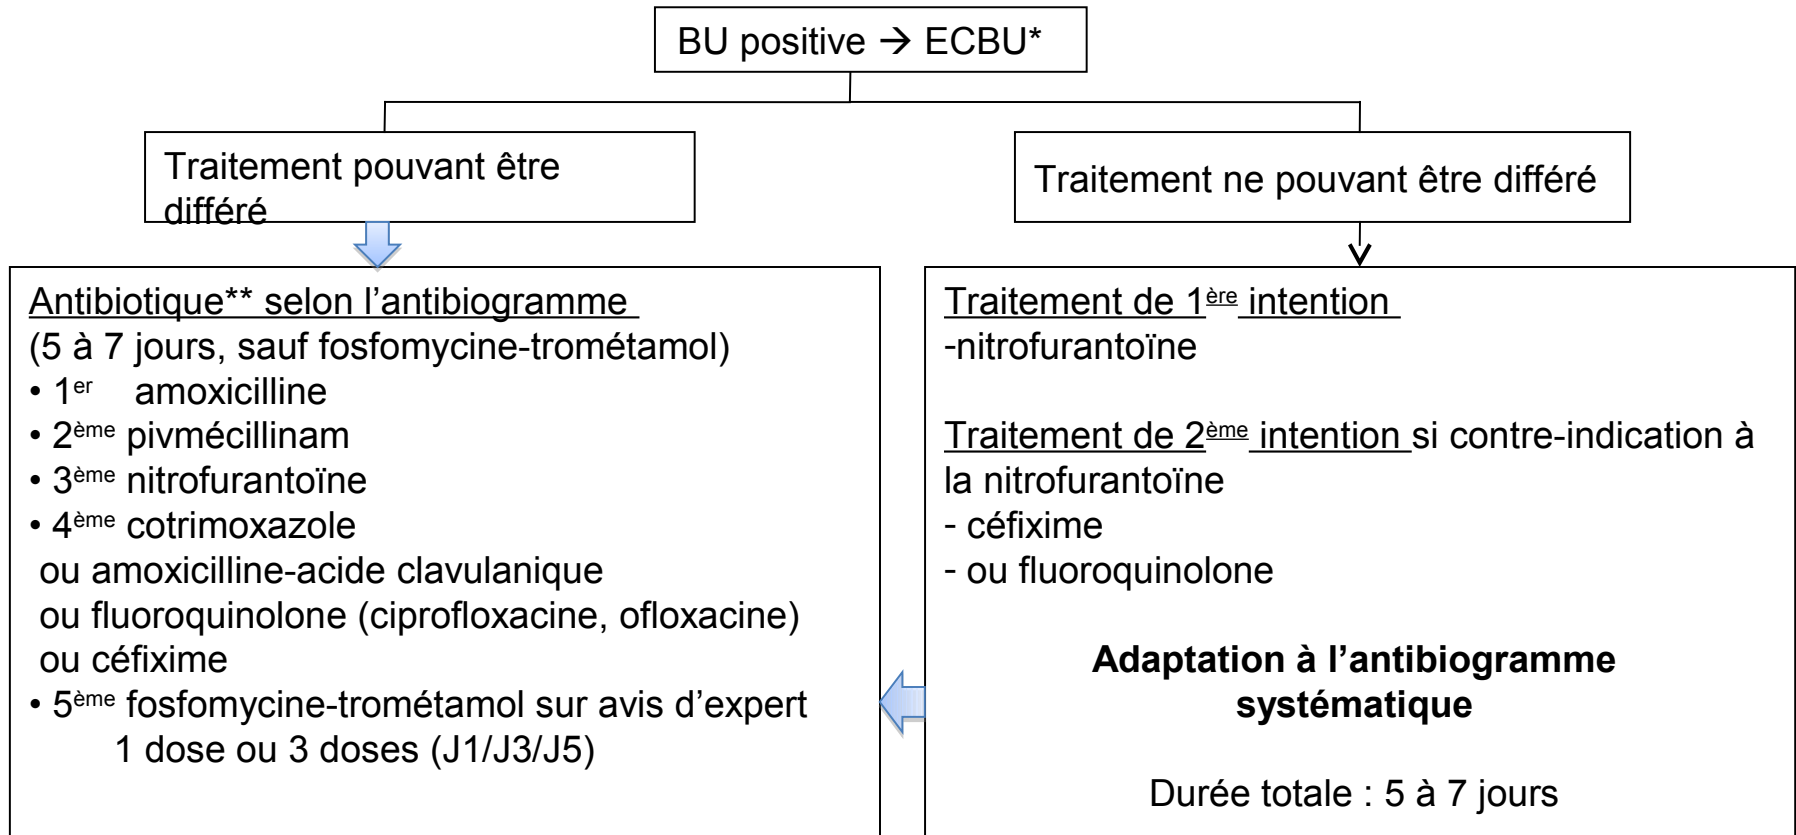 BU positive → ECBU*
Traitement pouvant être
différé
Traitement ne pouvant être différé
Antibiotique** selon l’antibiogramme
(5 à 7 jours, sauf fosfomycine-trométamol)
• 1er amoxicilline
• 2ème pivmécillinam
• 3ème nitrofurantoïne
• 4ème cotrimoxazole
ou amoxicilline-acide clavulanique
ou fluoroquinolone (ciprofloxacine, ofloxacine)
ou céfixime
• 5ème fosfomycine-trométamol sur avis d’expert
1 dose ou 3 doses (J1/J3/J5)
Traitement de 1ère intention
-nitrofurantoïne
Traitement de 2ème intention si contre-indication à
la nitrofurantoïne
- céfixime
- ou fluoroquinolone
Adaptation à l’antibiogramme
systématique
Durée totale : 5 à 7 jours